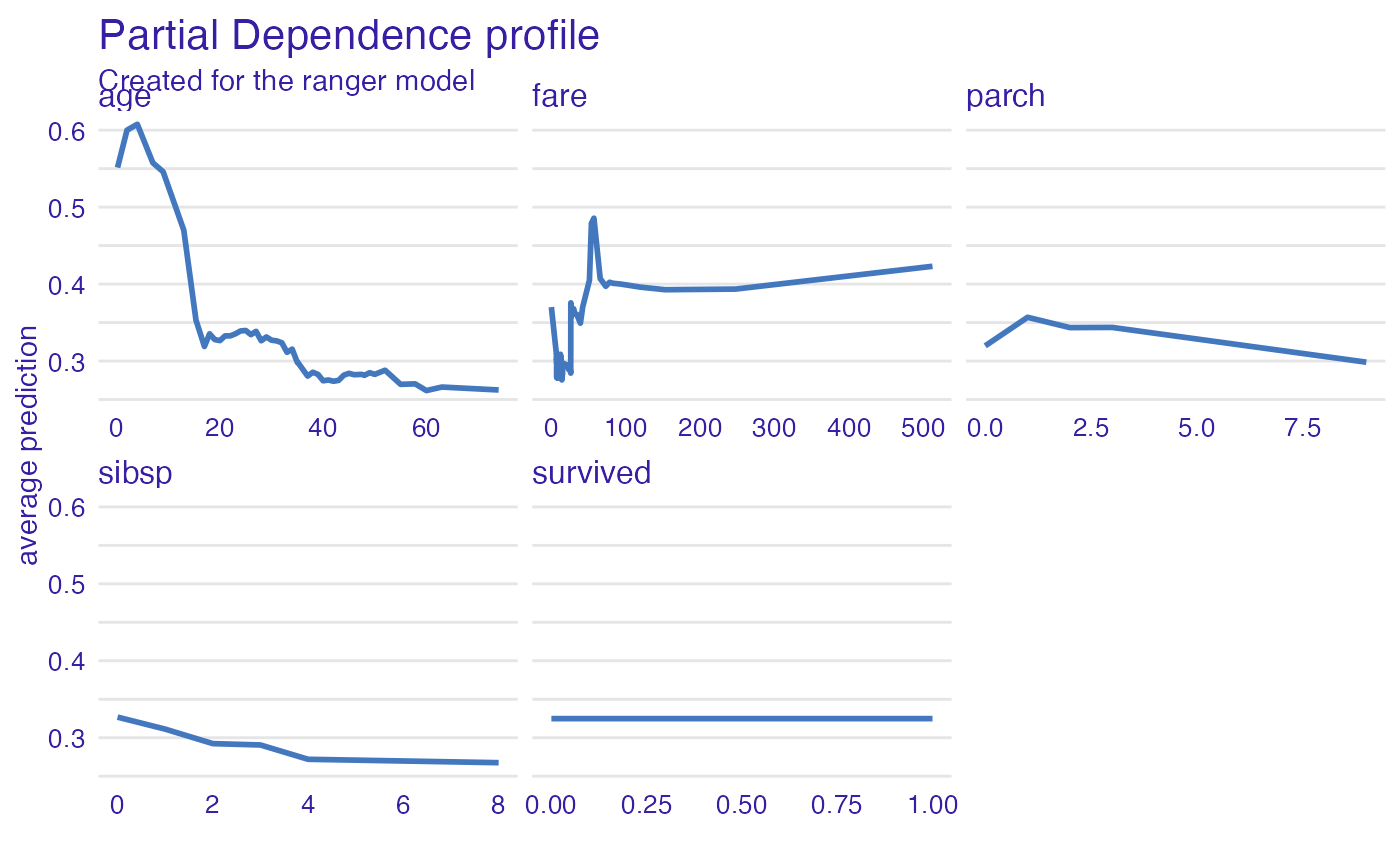 Partial Dependence profile
Created for the ranger model
age
fare
parch
0.6
0.5
0.4
0.3
0 20 40 60
0 100 200 300 400 500
0.0 2.5 5.0 7.5
average prediction
sibsp
survived
0.6
0.5
0.4
0.3
0 2 4 6 8
0.00 0.25 0.50 0.75 1.00